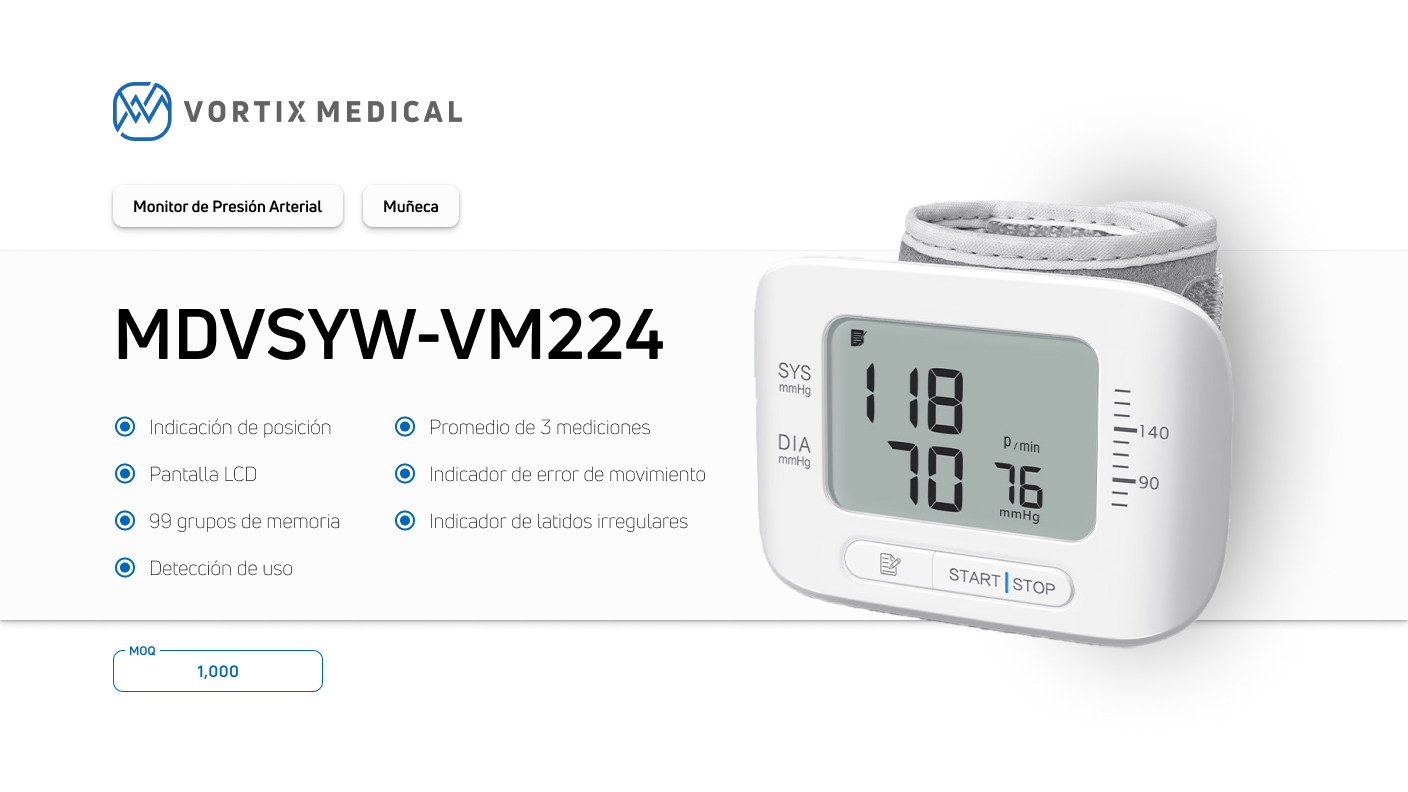 VORTIX MEDICAL
Monitor de Presión Arterial
Muñeca
MDVSYW-VM224
Indicación de posición
Pantalla LCD
99 grupos de memoria
Detección de uso
Promedio de 3 mediciones
Indicador de error de movimiento
Indicador de latidos irregulares
MOQ
1,000
SYS
mmHg
118
DIA
mmHg
70
p/min
76
mmHg
140
90
START|STOP